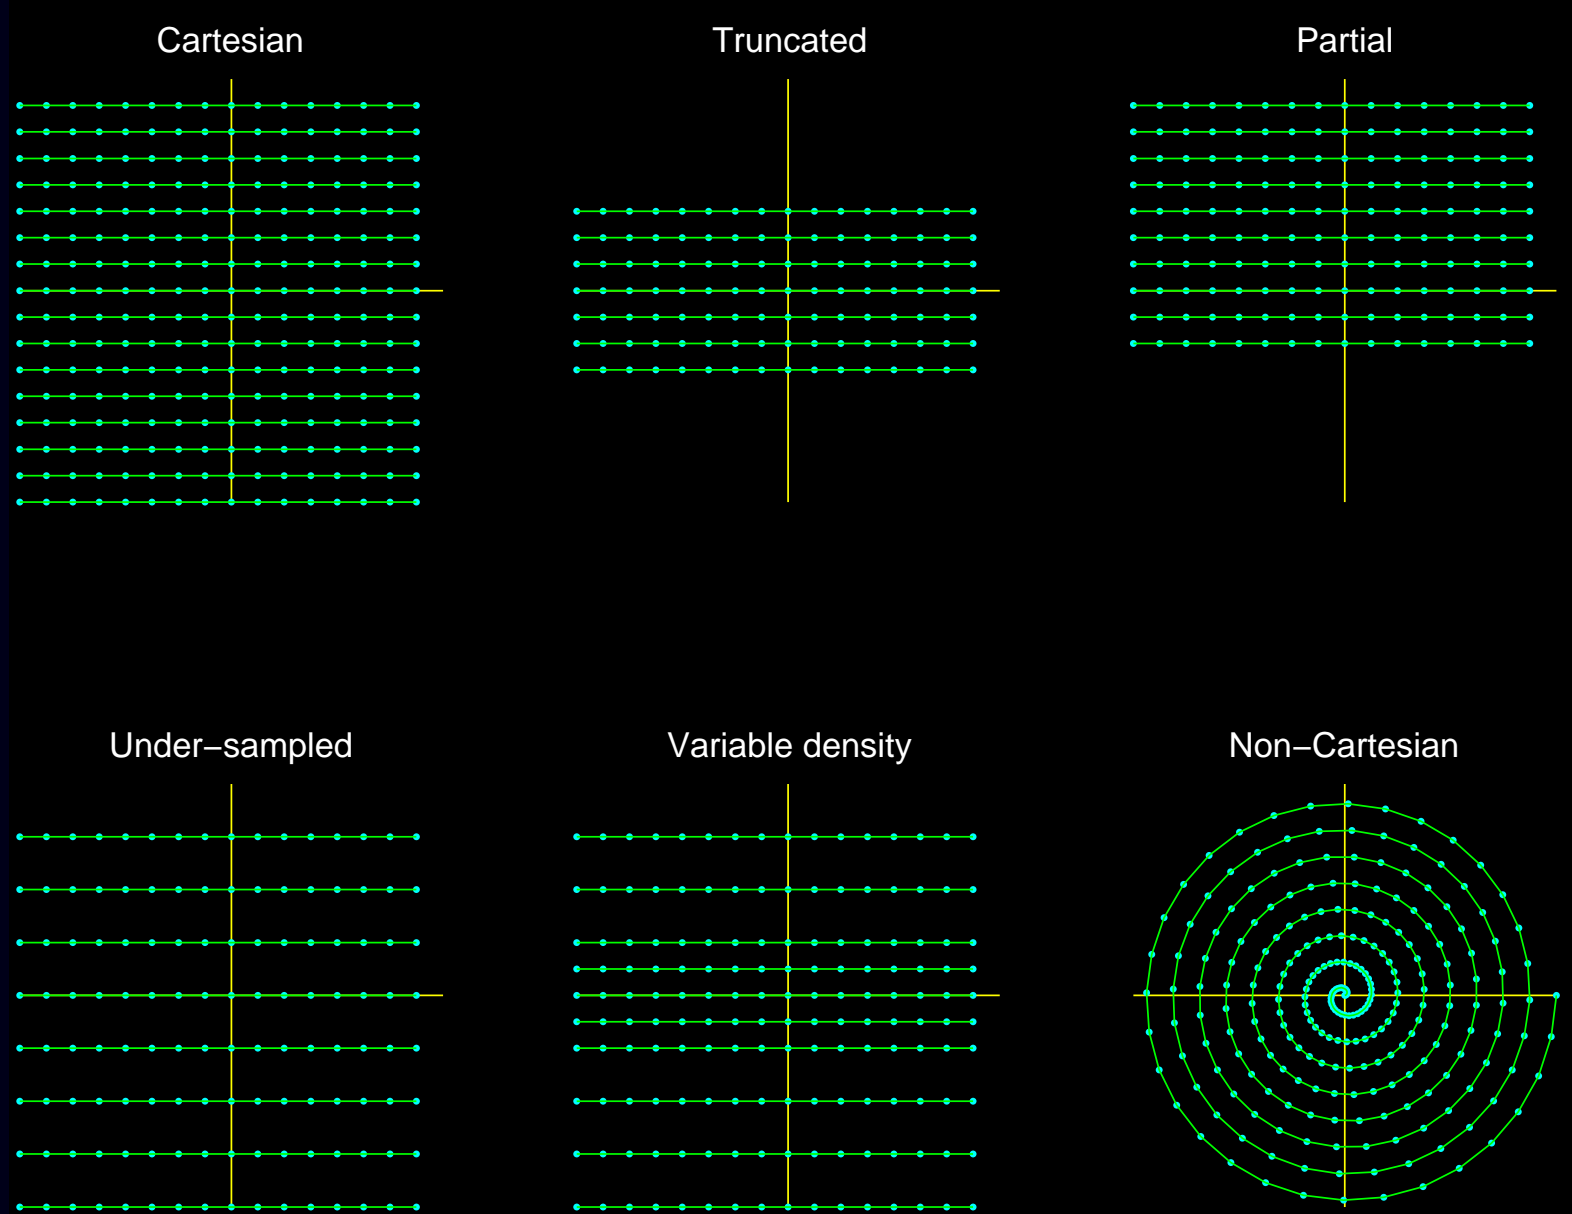 Cartesian
Truncated
Partial
Under−sampled
Variable density
Non−Cartesian